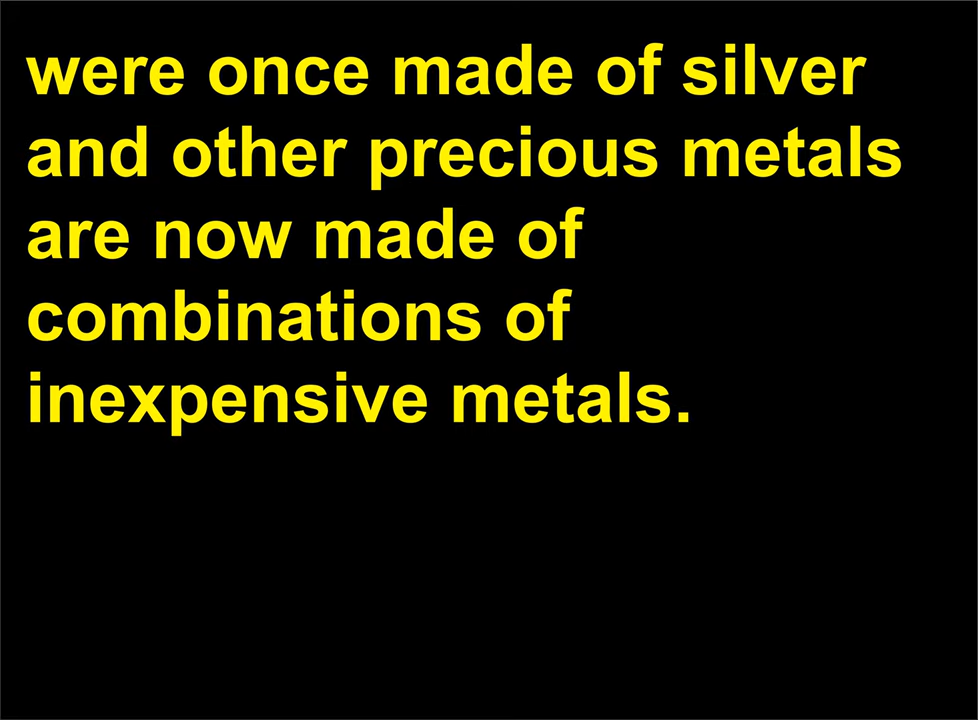 were once made of silver
and other precious metals
are now made of
combinations of
inexpensive metals.